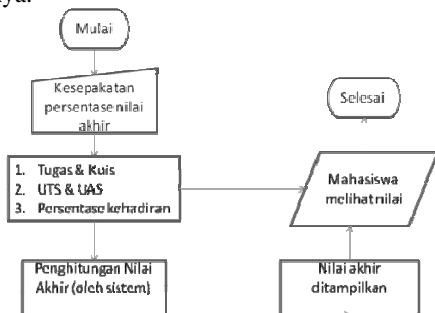 Mulai
Kesepakatan
persentase nilai
akhir
1. Tugas & Kuis
2. UTS & UAS
3. Persentase kehadiran
Penghitungan Nilai
Akhir (oleh sistem)
Selesai
Mahasiswa
melihat nilai
Nilai akhir
ditampilkan